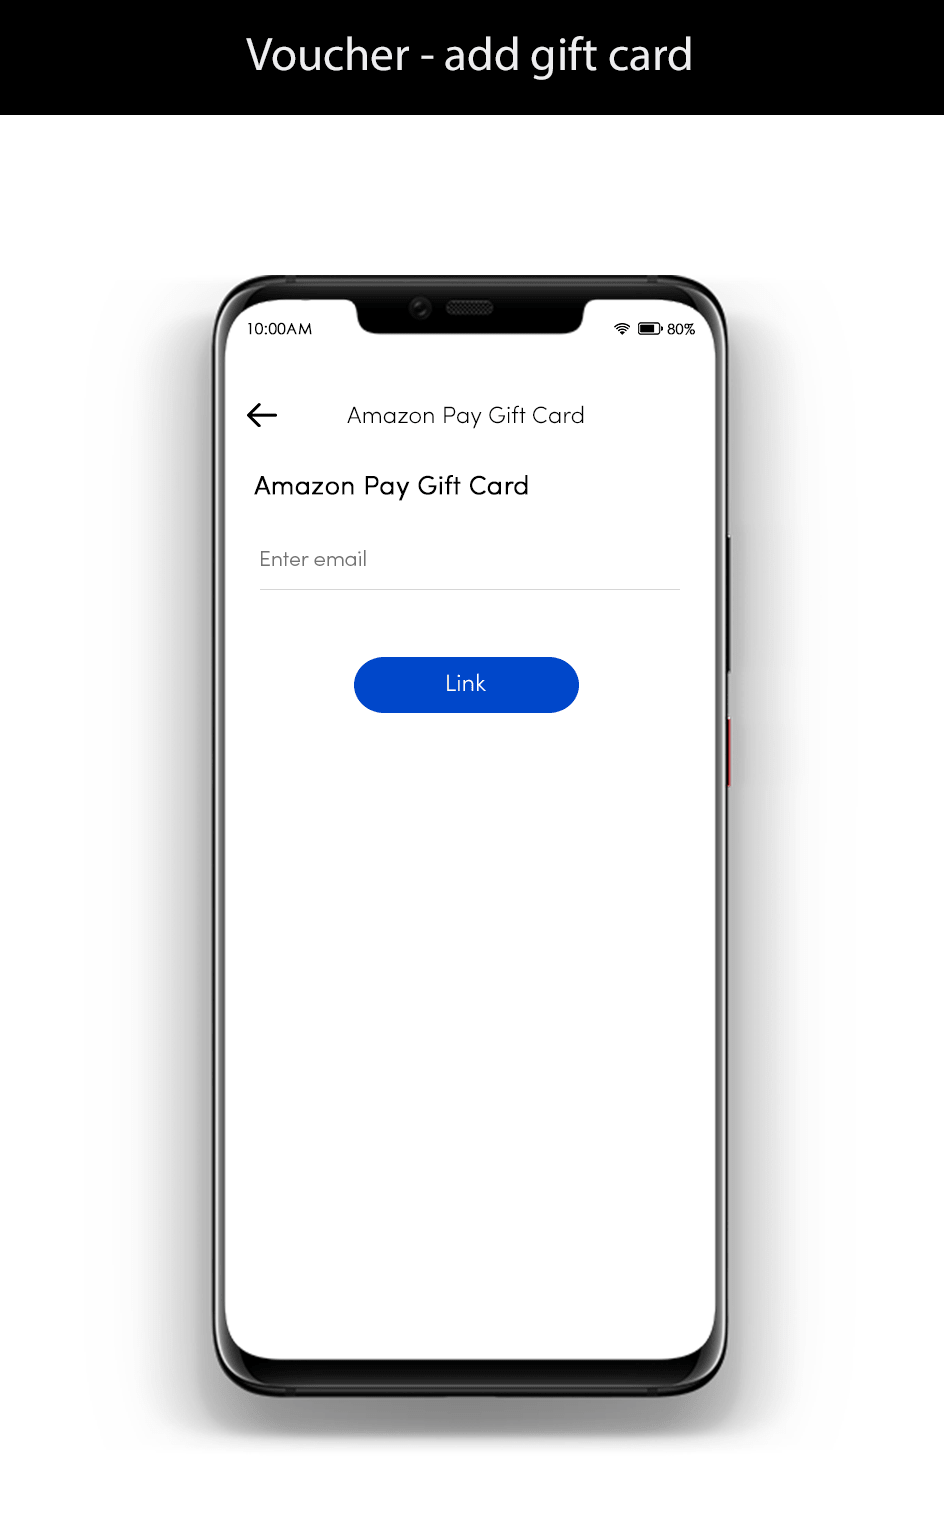 Voucher - add gift card
10:00AM
80%
Amazon Pay Gift Card
Amazon Pay Gift Card
Enter email
Link